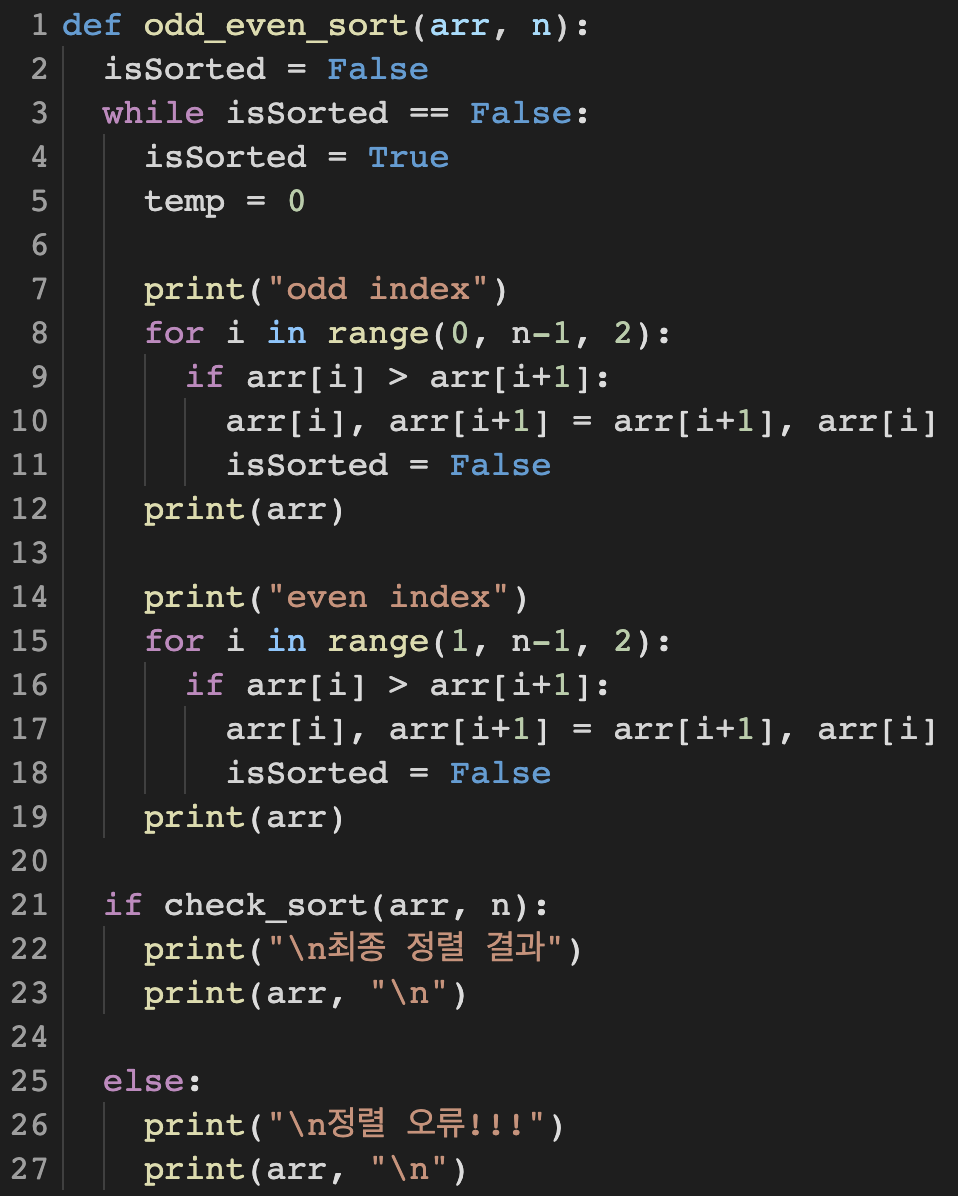 1 def odd_even_sort(arr, n):
2   isSorted = False
3   while isSorted == False:
4     isSorted = True
5     temp = 0
6
7     print("odd index")
8     for i in range(0, n-1, 2):
9       if arr[i] > arr[i+1]:
10         arr[i], arr[i+1] = arr[i+1], arr[i]
11         isSorted = False
12     print(arr)
13
14     print("even index")
15     for i in range(1, n-1, 2):
16       if arr[i] > arr[i+1]:
17         arr[i], arr[i+1] = arr[i+1], arr[i]
18         isSorted = False
19     print(arr)
20
21   if check_sort(arr, n):
22     print("\n최종 정렬 결과")
23     print(arr, "\n")
24
25   else:
26     print("\n정렬 오류!!!")
27     print(arr, "\n")